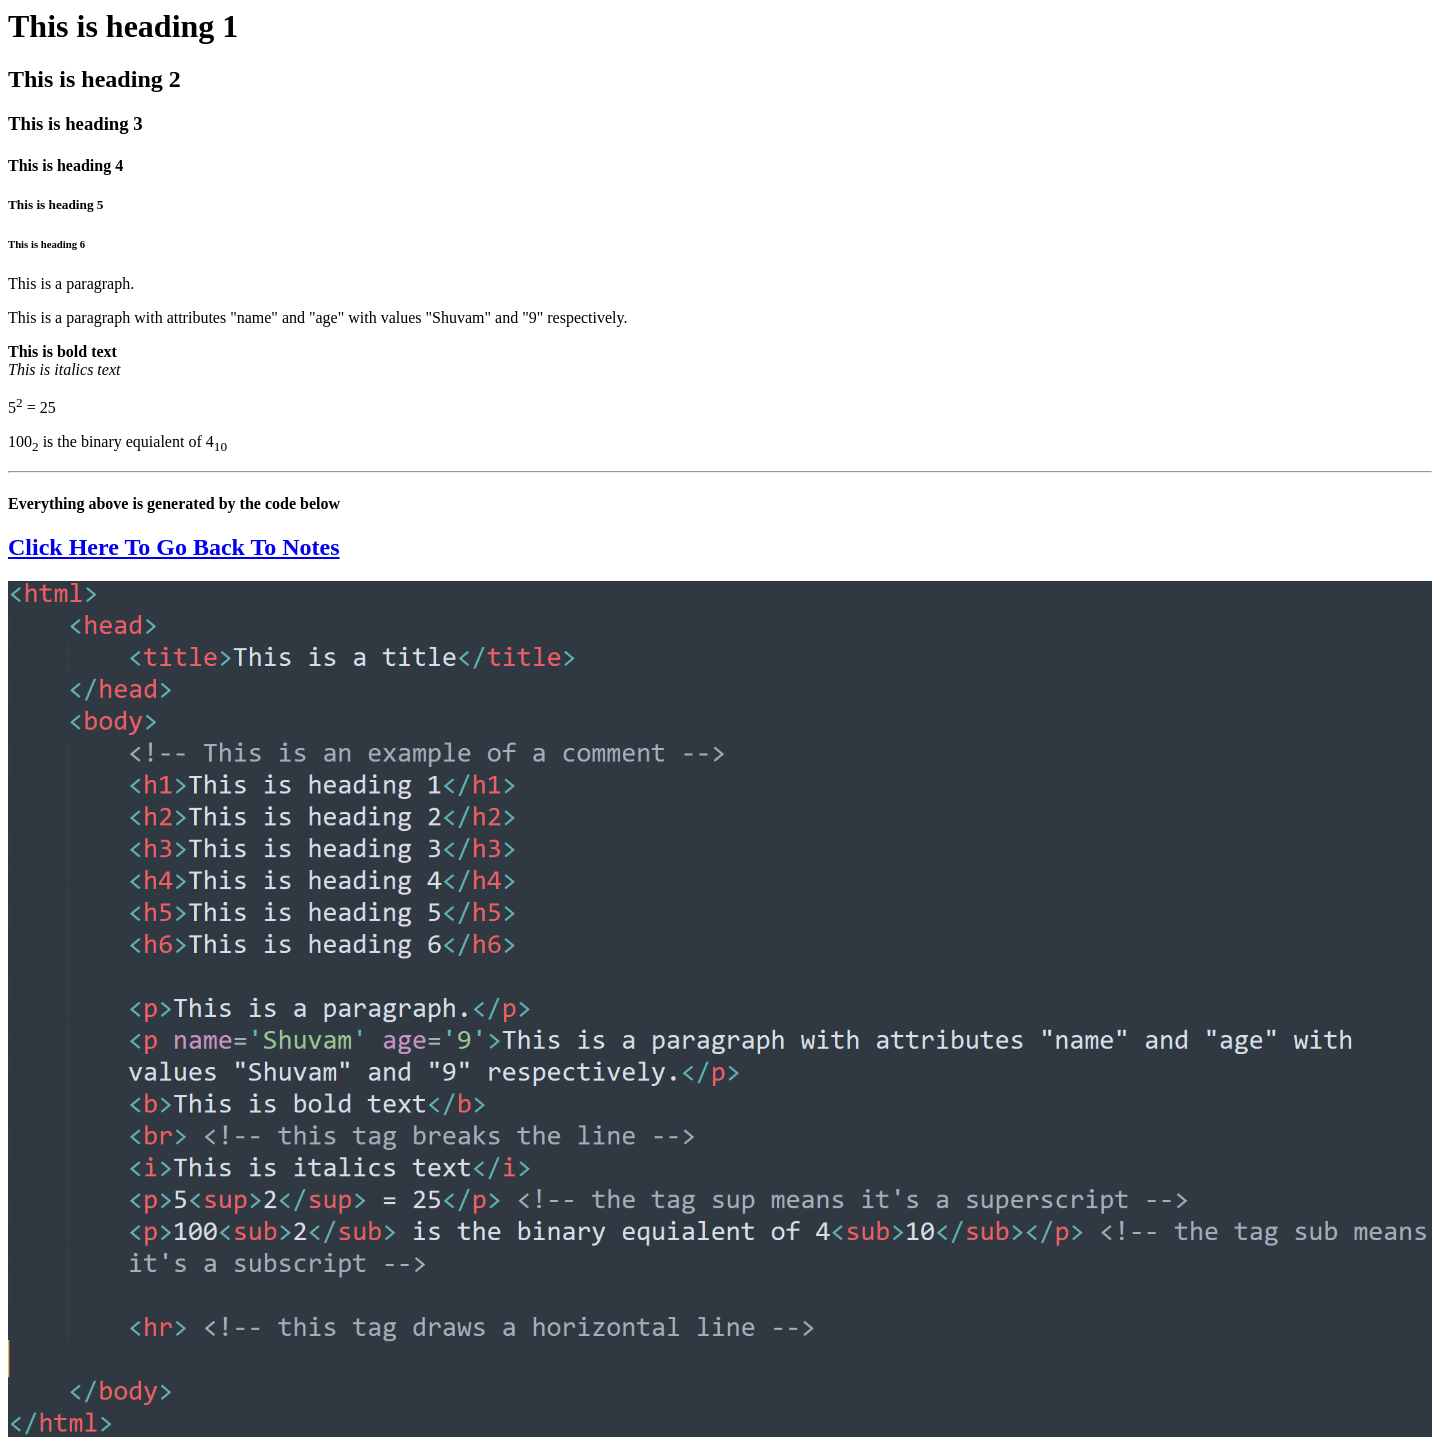 This is heading 1
This is heading 2
This is heading 3
This is heading 4
This is heading 5
This is heading 6
This is a paragraph.
This is a paragraph with attributes "name" and "age" with values "Shuvam" and "9" respectively.
This is bold text
This is italics text
5² = 25
100₂ is the binary equialent of 4₁₀
Everything above is generated by the code below
Click Here To Go Back To Notes
<html>
    <head>
        <title>This is a title</title>
    </head>
    <body>
        <!-- This is an example of a comment -->
        <h1>This is heading 1</h1>
        <h2>This is heading 2</h2>
        <h3>This is heading 3</h3>
        <h4>This is heading 4</h4>
        <h5>This is heading 5</h5>
        <h6>This is heading 6</h6>

        <p>This is a paragraph.</p>
        <p name='Shuvam' age='9'>This is a paragraph with attributes "name" and "age" with
        values "Shuvam" and "9" respectively.</p>
        <b>This is bold text</b>
        <br> <!-- this tag breaks the line -->
        <i>This is italics text</i>
        <p>5<sup>2</sup> = 25</p> <!-- the tag sup means it's a superscript -->
        <p>100<sub>2</sub> is the binary equialent of 4<sub>10</sub></p> <!-- the tag sub means
        it's a subscript -->

        <hr> <!-- this tag draws a horizontal line -->

    </body>
</html>